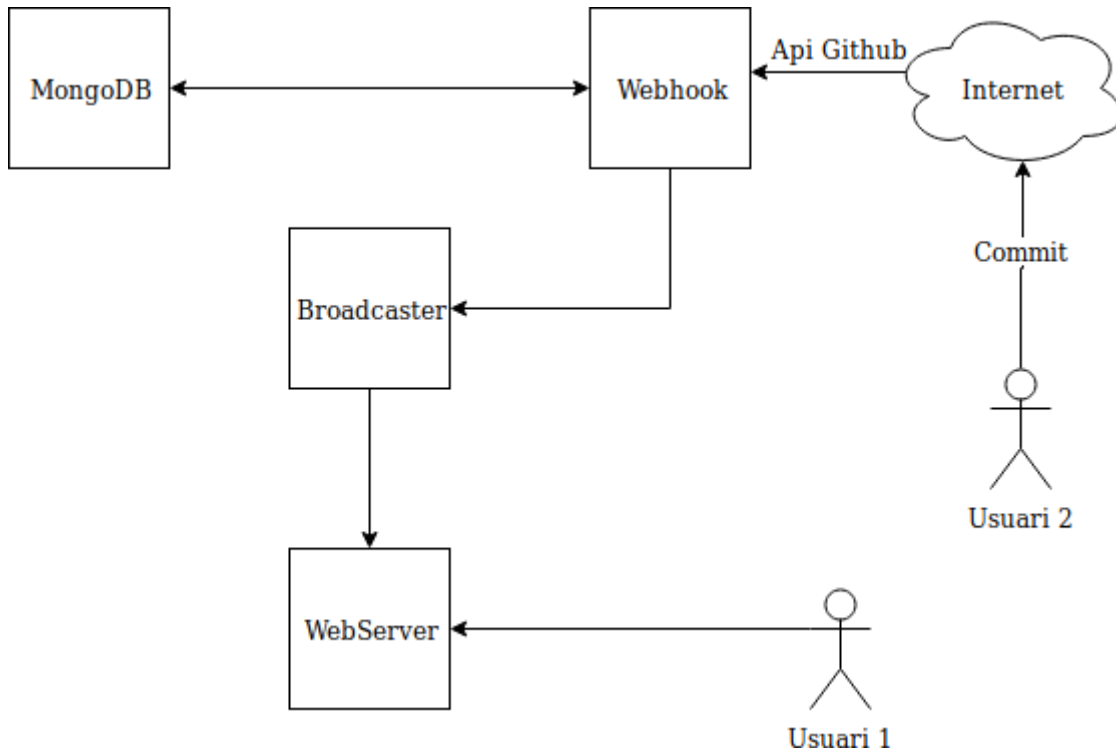 MongoDB
Webhook
Api Github
Internet
Commit
Broadcaster
Usuari 2
WebServer
Usuari 1